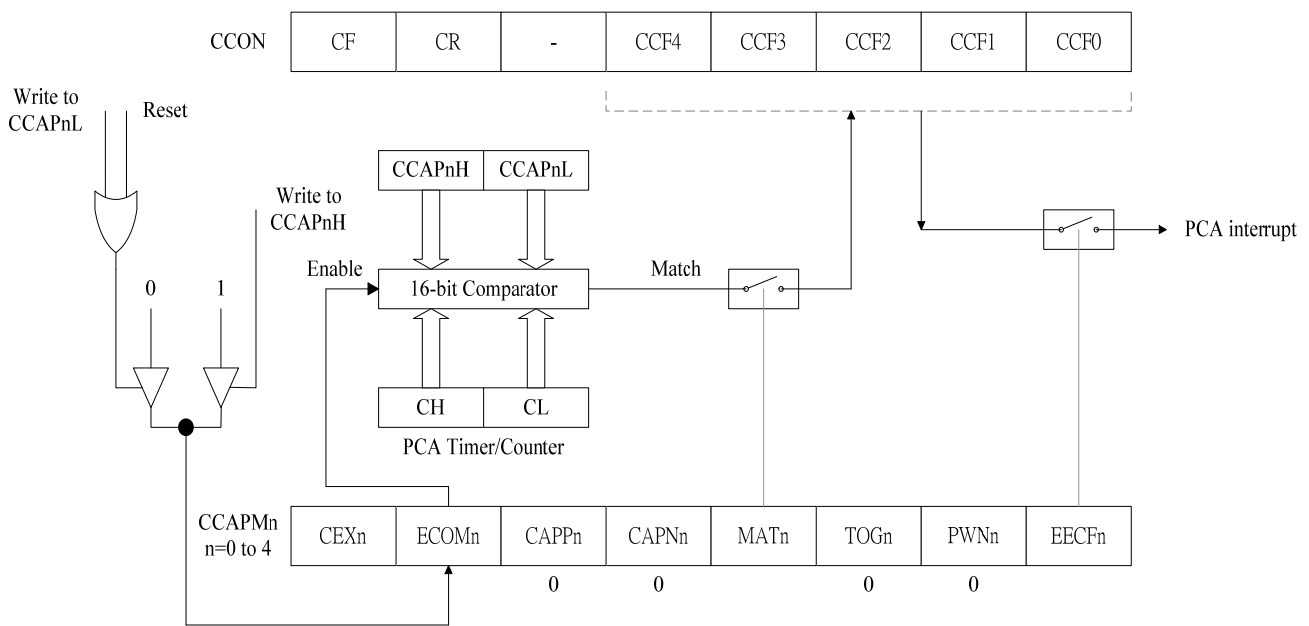 CCON CF CR - CCF4 CCF3 CCF2 CCF1 CCF0
Write to
CCAPnL
Reset
CCAPnH CCAPnL
Write to
CCAPnH
PCA interrupt
Enable
16-bit Comparator
Match
0 1
CH CL
PCA Timer/Counter
CCAPMn
n=0 to 4
CEXn ECOMn CAPPn CAPNn MATn TOGn PWNn EECFn
0 0 0 0